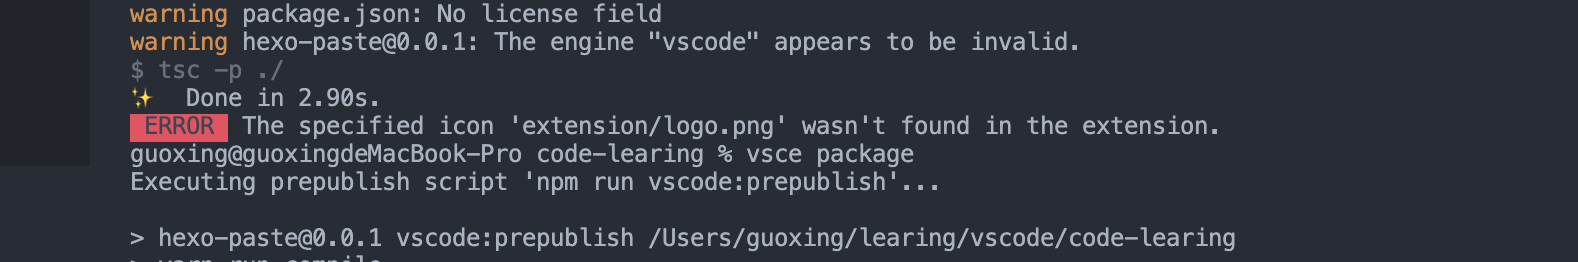 warning package.json: No license field
warning hexo-paste@0.0.1: The engine "vscode" appears to be invalid.
$ tsc -p ./
✨  Done in 2.90s.
ERROR The specified icon 'extension/logo.png' wasn't found in the extension.
guoxing@guoxingdeMacBook-Pro code-learing % vsce package
Executing prepublish script 'npm run vscode:prepublish'...
> hexo-paste@0.0.1 vscode:prepublish /Users/guoxing/learing/vscode/code-learing
> yarn run compile